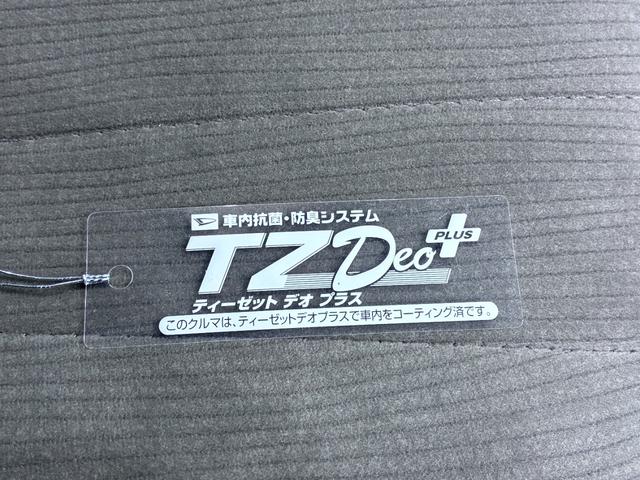 車内抗菌・防臭システム
TZ Deo PLUS
ティーゼット デオ プラス
このクルマは、ティーゼットデオプラスで車内をコーティング済です。